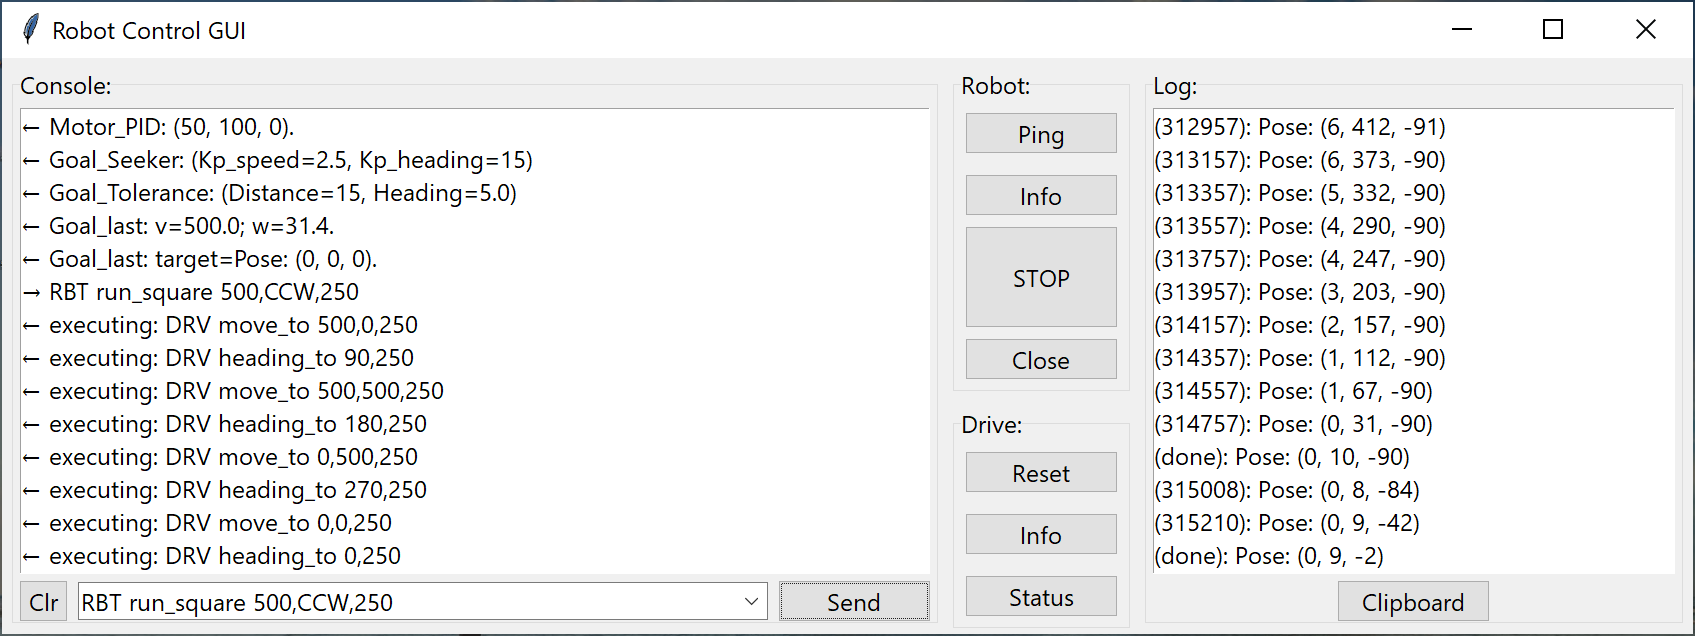 Robot Control GUI
Console:
← Motor_PID: (50, 100, 0).
← Goal_Seeker: (Kp_speed=2.5, Kp_heading=15)
← Goal_Tolerance: (Distance=15, Heading=5.0)
← Goal_last: v=500.0; w=31.4.
← Goal_last: target=Pose: (0, 0, 0).
→ RBT run_square 500,CCW,250
← executing: DRV move_to 500,0,250
← executing: DRV heading_to 90,250
← executing: DRV move_to 500,500,250
← executing: DRV heading_to 180,250
← executing: DRV move_to 0,500,250
← executing: DRV heading_to 270,250
← executing: DRV move_to 0,0,250
← executing: DRV heading_to 0,250
Clr
RBT run_square 500,CCW,250
Send
Robot:
Ping
Info
STOP
Close
Drive:
Reset
Info
Status
Log:
(312957): Pose: (6, 412, -91)
(313157): Pose: (6, 373, -90)
(313357): Pose: (5, 332, -90)
(313557): Pose: (4, 290, -90)
(313757): Pose: (4, 247, -90)
(313957): Pose: (3, 203, -90)
(314157): Pose: (2, 157, -90)
(314357): Pose: (1, 112, -90)
(314557): Pose: (1, 67, -90)
(314757): Pose: (0, 31, -90)
(done): Pose: (0, 10, -90)
(315008): Pose: (0, 8, -84)
(315210): Pose: (0, 9, -42)
(done): Pose: (0, 9, -2)
Clipboard